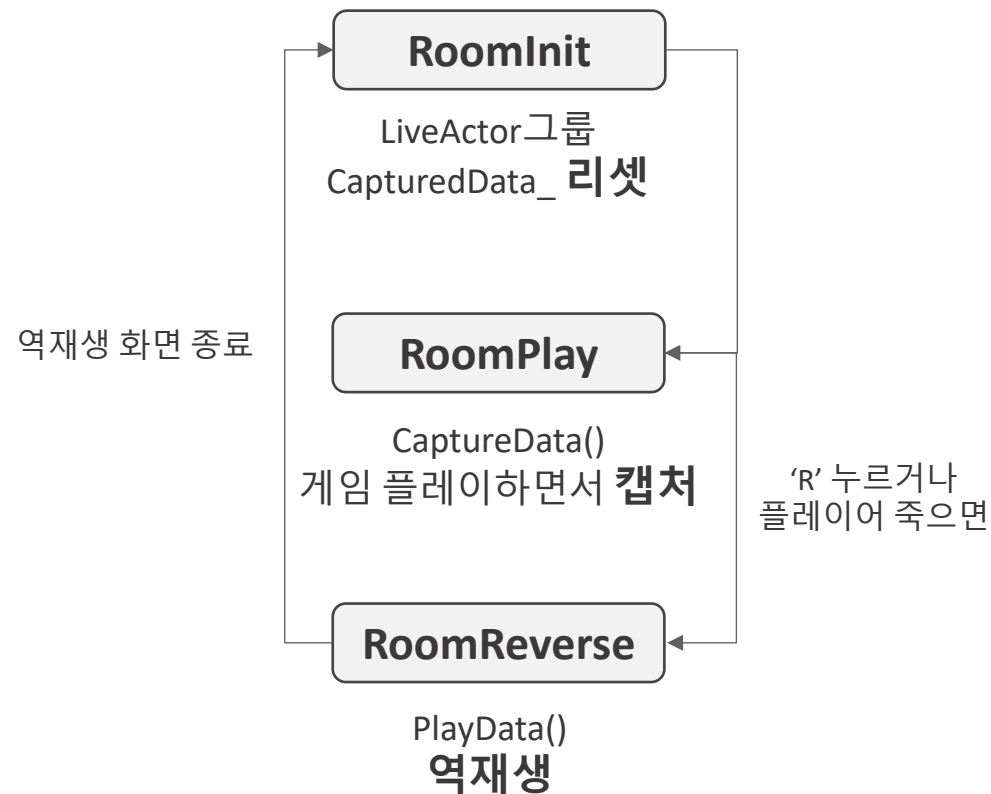 RoomInit
LiveActor그룹
CapturedData_ 리셋
역재생 화면 종료
RoomPlay
CaptureData()
게임 플레이하면서 캡처
‘R’ 누르거나
플레이어 죽으면
RoomReverse
PlayData()
역재생